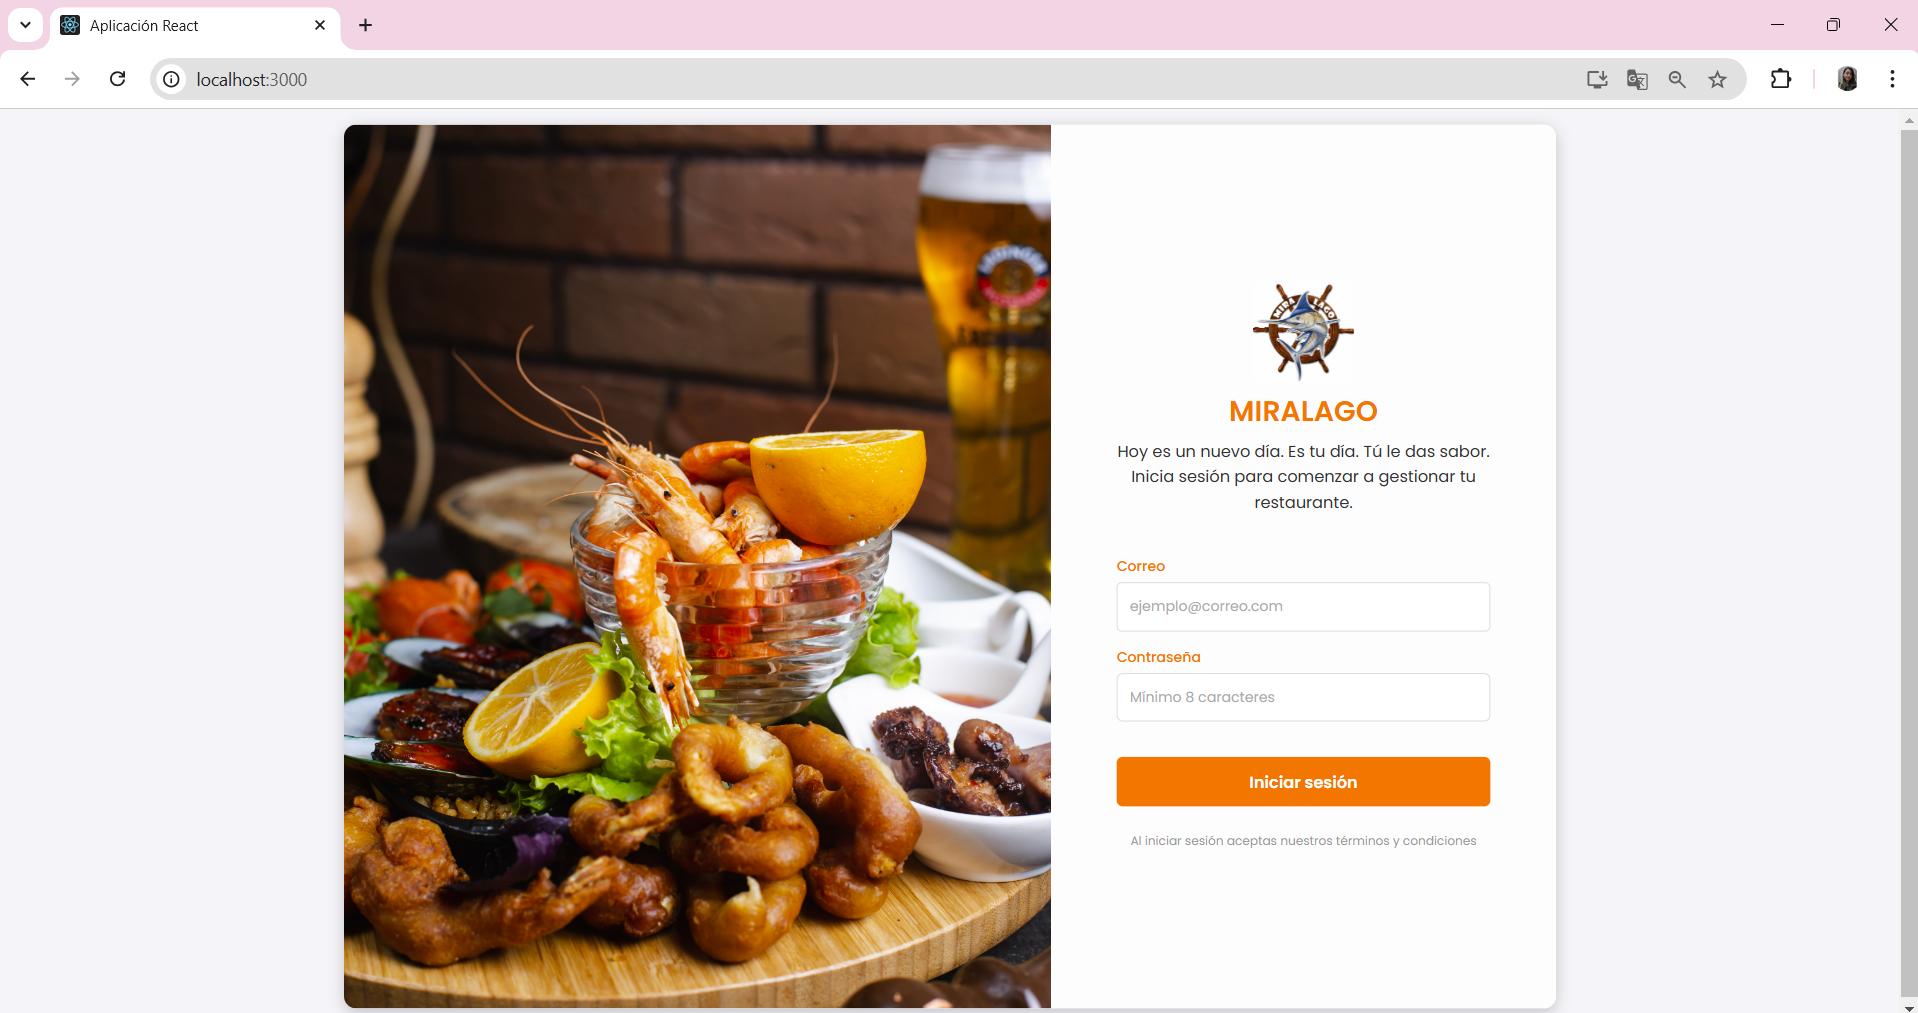 Aplicación React
localhost:3000
MIRALAGO
MIRALAGO
Hoy es un nuevo día. Es tu día. Tú le das sabor.
Inicia sesión para comenzar a gestionar tu
restaurante.
Correo
ejemplo@correo.com
Contraseña
Mínimo 8 caracteres
Iniciar sesión
Al iniciar sesión aceptas nuestros términos y condiciones